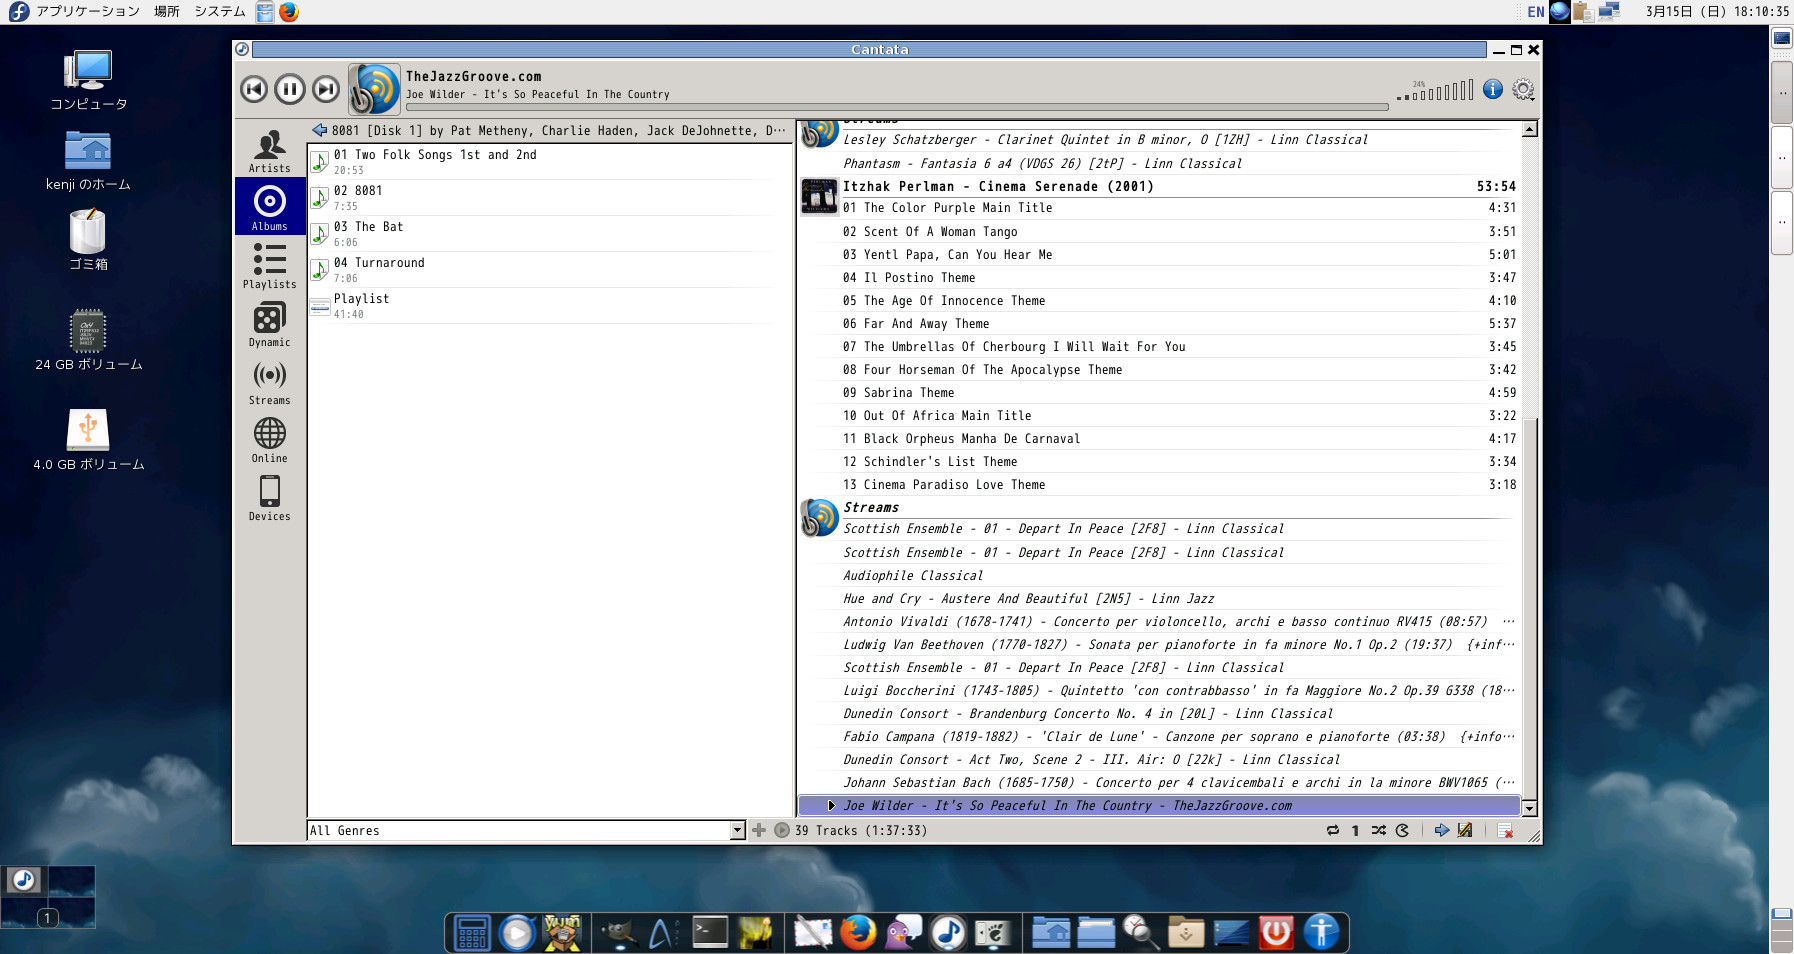 アプリケーション 場所 システム
EN 3月15日 (日) 18:10:35
コンピュータ
kenji のホーム
ゴミ箱
24 GB ボリューム
4.0 GB ボリューム
Cantata
TheJazzGroove.com
Joe Wilder - It's So Peaceful In The Country
24%
Artists
Albums
Playlists
Dynamic
Streams
Online
Devices
8081 [Disk 1] by Pat Metheny, Charlie Haden, Jack DeJohnette, D···
01 Two Folk Songs 1st and 2nd
20:53
02 8081
7:35
03 The Bat
6:06
04 Turnaround
7:06
Playlist
41:40
Streams
Lesley Schatzberger - Clarinet Quintet in B minor, O [1ZH] - Linn Classical
Phantasm - Fantasia 6 a4 (VDGS 26) [2tP] - Linn Classical
Itzhak Perlman - Cinema Serenade (2001) 53:54
01 The Color Purple Main Title 4:31
02 Scent Of A Woman Tango 3:51
03 Yentl Papa, Can You Hear Me 5:01
04 Il Postino Theme 3:47
05 The Age Of Innocence Theme 4:10
06 Far And Away Theme 5:37
07 The Umbrellas Of Cherbourg I Will Wait For You 3:45
08 Four Horseman Of The Apocalypse Theme 3:42
09 Sabrina Theme 4:59
10 Out Of Africa Main Title 3:22
11 Black Orpheus Manha De Carnaval 4:17
12 Schindler's List Theme 3:34
13 Cinema Paradiso Love Theme 3:18
Streams
Scottish Ensemble - 01 - Depart In Peace [2F8] - Linn Classical
Scottish Ensemble - 01 - Depart In Peace [2F8] - Linn Classical
Audiophile Classical
Hue and Cry - Austere And Beautiful [2N5] - Linn Jazz
Antonio Vivaldi (1678-1741) - Concerto per violoncello, archi e basso continuo RV415 (08:57) ···
Ludwig Van Beethoven (1770-1827) - Sonata per pianoforte in fa minore No.1 Op.2 (19:37) {+inf···
Scottish Ensemble - 01 - Depart In Peace [2F8] - Linn Classical
Luigi Boccherini (1743-1805) - Quintetto 'con contrabbasso' in fa Maggiore No.2 Op.39 G338 (18···
Dunedin Consort - Brandenburg Concerto No. 4 in [20L] - Linn Classical
Fabio Campana (1819-1882) - 'Clair de Lune' - Canzone per soprano e pianoforte (03:38) {+info···
Dunedin Consort - Act Two, Scene 2 - III. Air: O [22k] - Linn Classical
Johann Sebastian Bach (1685-1750) - Concerto per 4 clavicembali e archi in la minore BWV1065 (···
Joe Wilder - It's So Peaceful In The Country - TheJazzGroove.com
All Genres
39 Tracks (1:37:33)
1
1